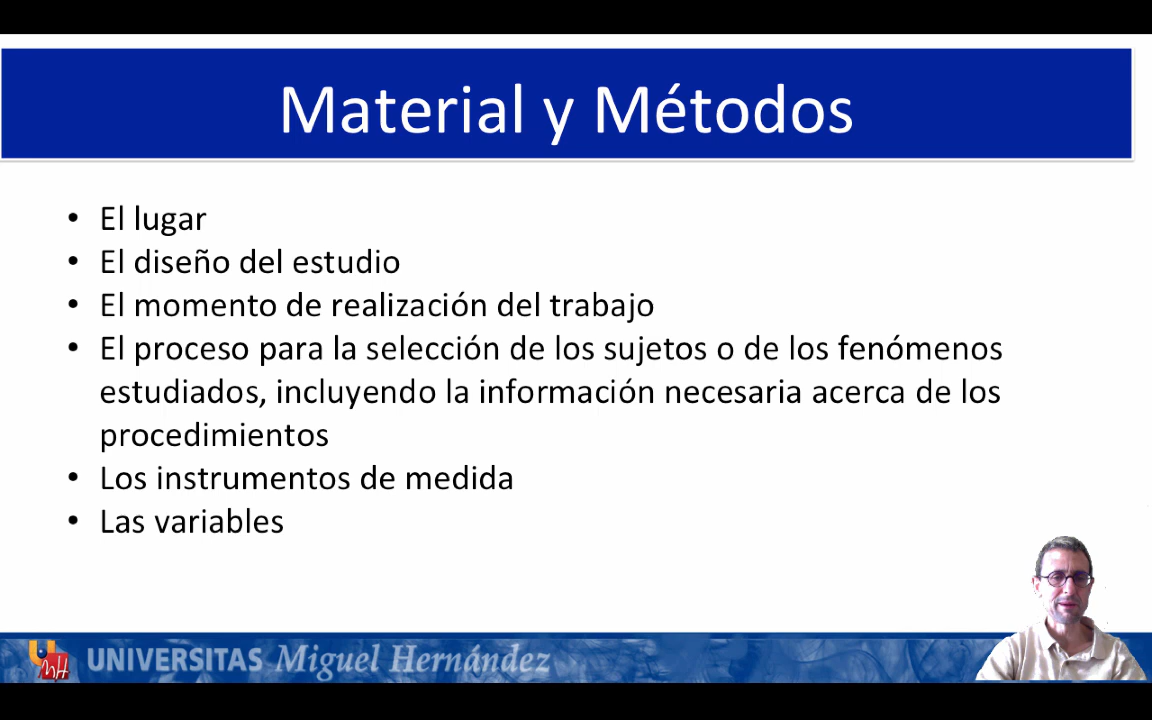 Material y Métodos
• El lugar
• El diseño del estudio
• El momento de realización del trabajo
• El proceso para la selección de los sujetos o de los fenómenos
estudiados, incluyendo la información necesaria acerca de los
procedimientos
• Los instrumentos de medida
• Las variables
UNIVERSITAS Miguel Hernández